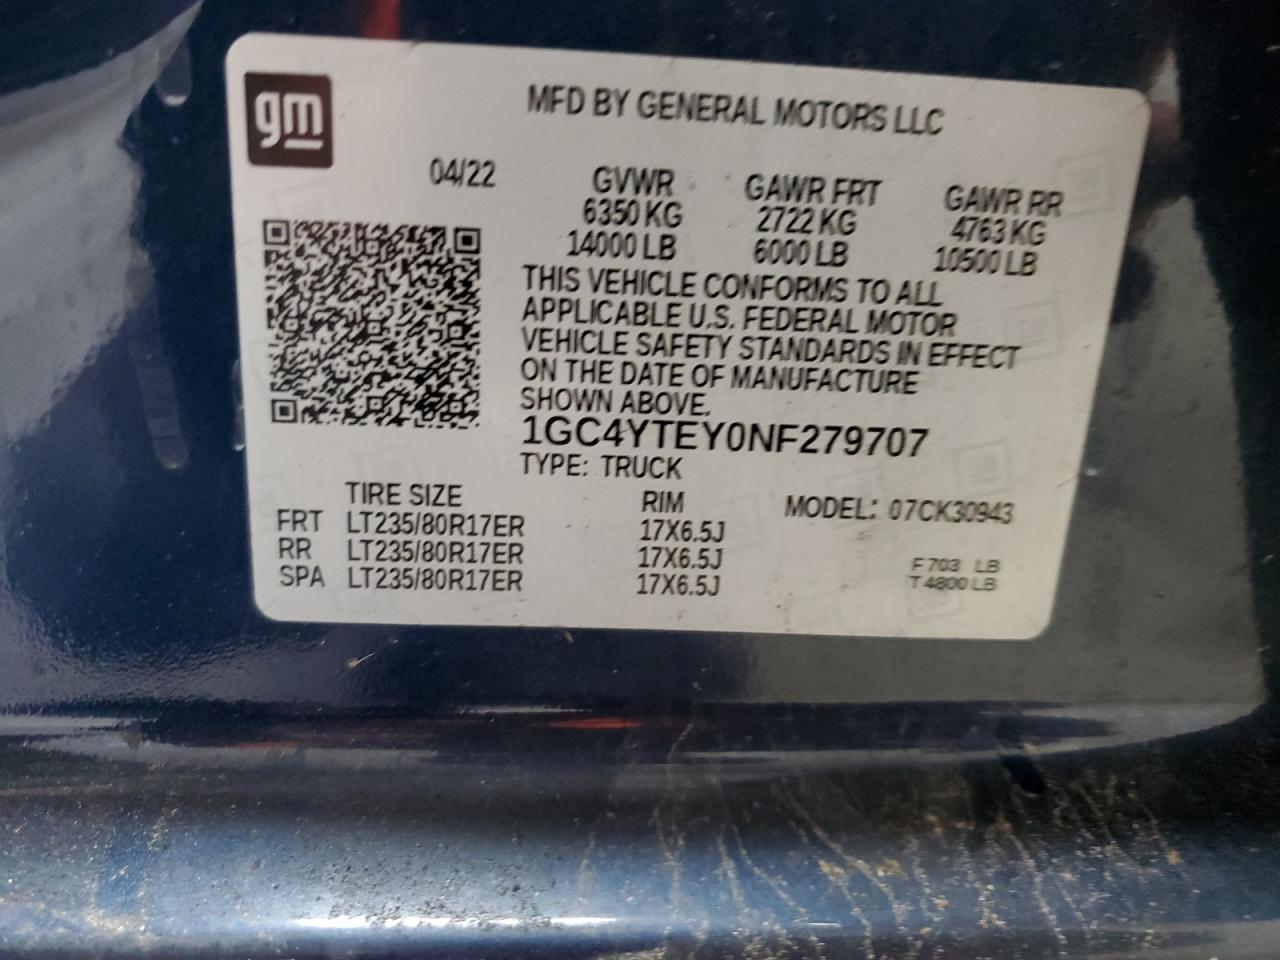 gm
MFD BY GENERAL MOTORS LLC
04/22 GVWR GAWR FRT GAWR RR
6350 KG 2722 KG 4763 KG
14000 LB 6000 LB 10500 LB
THIS VEHICLE CONFORMS TO ALL
APPLICABLE U.S. FEDERAL MOTOR
VEHICLE SAFETY STANDARDS IN EFFECT
ON THE DATE OF MANUFACTURE
SHOWN ABOVE.
1GC4YTEY0NF279707
TYPE: TRUCK
TIRE SIZE RIM MODEL: 07CK30943
FRT LT235/80R17ER 17X6.5J
RR LT235/80R17ER 17X6.5J F 703 LB
SPA LT235/80R17ER 17X6.5J T 4800 LB